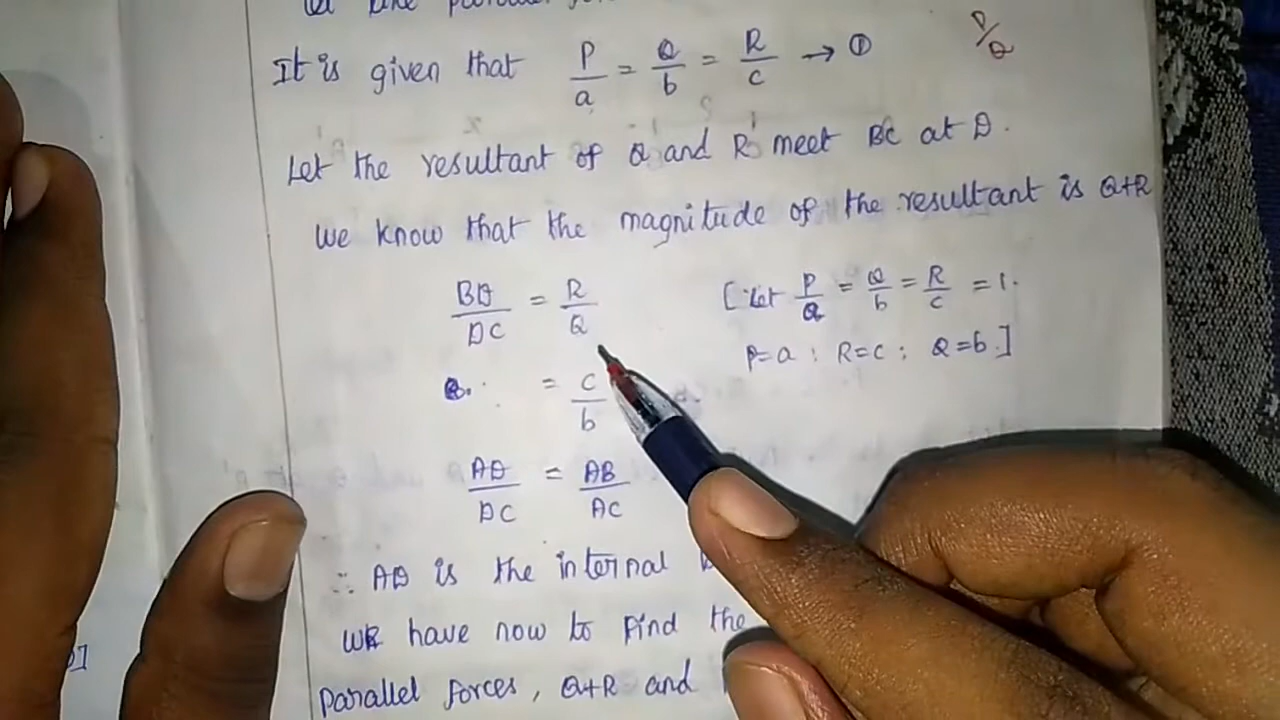 It is given that P/a = Q/b = R/c → ①
P/Q
Let the resultant of Q and R meet BC at D.
we know that the magnitude of the resultant is Q+R
BD/DC = R/Q [Let P/a = Q/b = R/c = 1.
= c/b P=a ; R=c ; Q=b.]
AD/DC = AB/AC
∴ AD is the internal
we have now to find the
parallel forces, Q+R and